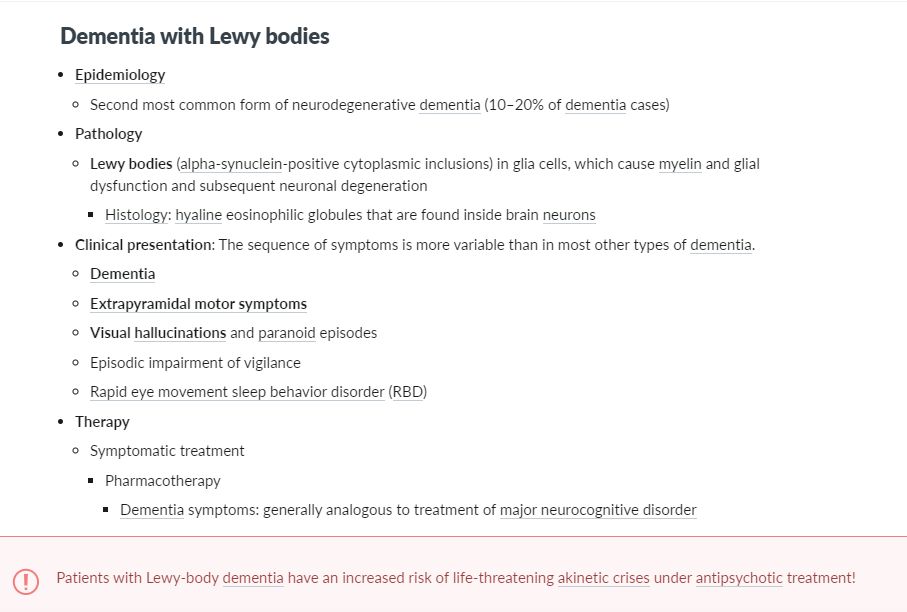 Dementia with Lewy bodies
• Epidemiology
◦ Second most common form of neurodegenerative dementia (10–20% of dementia cases)
• Pathology
◦ Lewy bodies (alpha-synuclein-positive cytoplasmic inclusions) in glia cells, which cause myelin and glial
dysfunction and subsequent neuronal degeneration
▪ Histology: hyaline eosinophilic globules that are found inside brain neurons
• Clinical presentation: The sequence of symptoms is more variable than in most other types of dementia.
◦ Dementia
◦ Extrapyramidal motor symptoms
◦ Visual hallucinations and paranoid episodes
◦ Episodic impairment of vigilance
◦ Rapid eye movement sleep behavior disorder (RBD)
• Therapy
◦ Symptomatic treatment
▪ Pharmacotherapy
▪ Dementia symptoms: generally analogous to treatment of major neurocognitive disorder
! Patients with Lewy-body dementia have an increased risk of life-threatening akinetic crises under antipsychotic treatment!